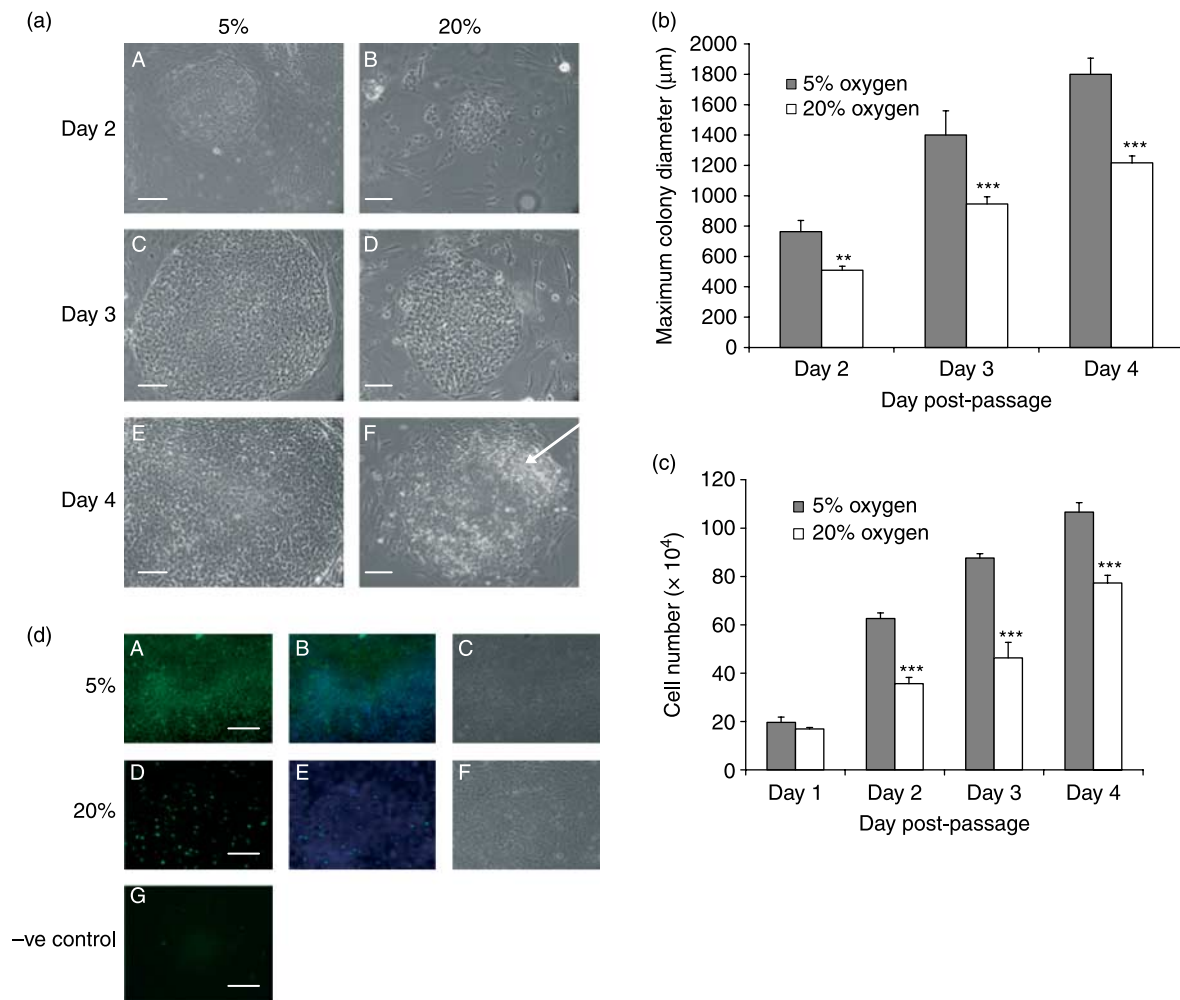 (a)
5% 20%
Day 2
A
B
Day 3
C
D
Day 4
E
F
(b)
2000
1800
1600
1400
1200
1000
800
600
400
200
0
Maximum colony diameter (μm)
5% oxygen
20% oxygen
**
***
***
Day 2 Day 3 Day 4
Day post-passage
(c)
120
100
80
60
40
20
0
Cell number (× 10⁴)
5% oxygen
20% oxygen
***
***
***
Day 1 Day 2 Day 3 Day 4
Day post-passage
(d)
5%
A
B
C
20%
D
E
F
–ve control
G